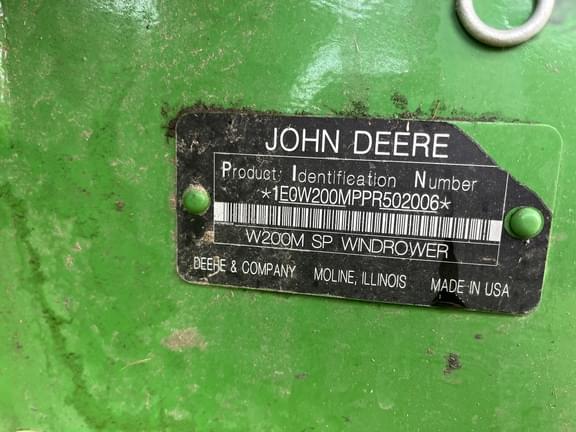 JOHN DEERE
Product Identification Number
*1E0W200MPPR502006*
W200M SP WINDROWER
DEERE & COMPANY MOLINE, ILLINOIS MADE IN USA